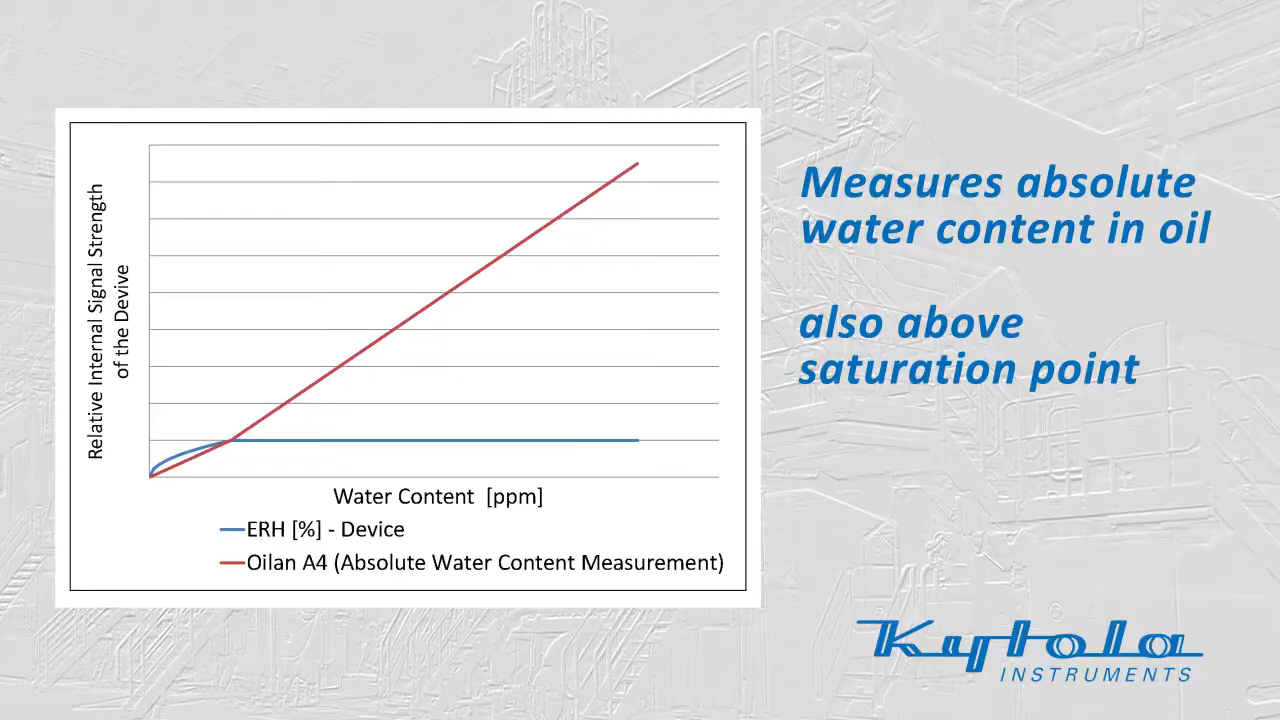 Relative Internal Signal Strength
of the Devive
Water Content [ppm]
ERH [%] - Device
Oilan A4 (Absolute Water Content Measurement)
Measures absolute
water content in oil
also above
saturation point
Kytola
INSTRUMENTS